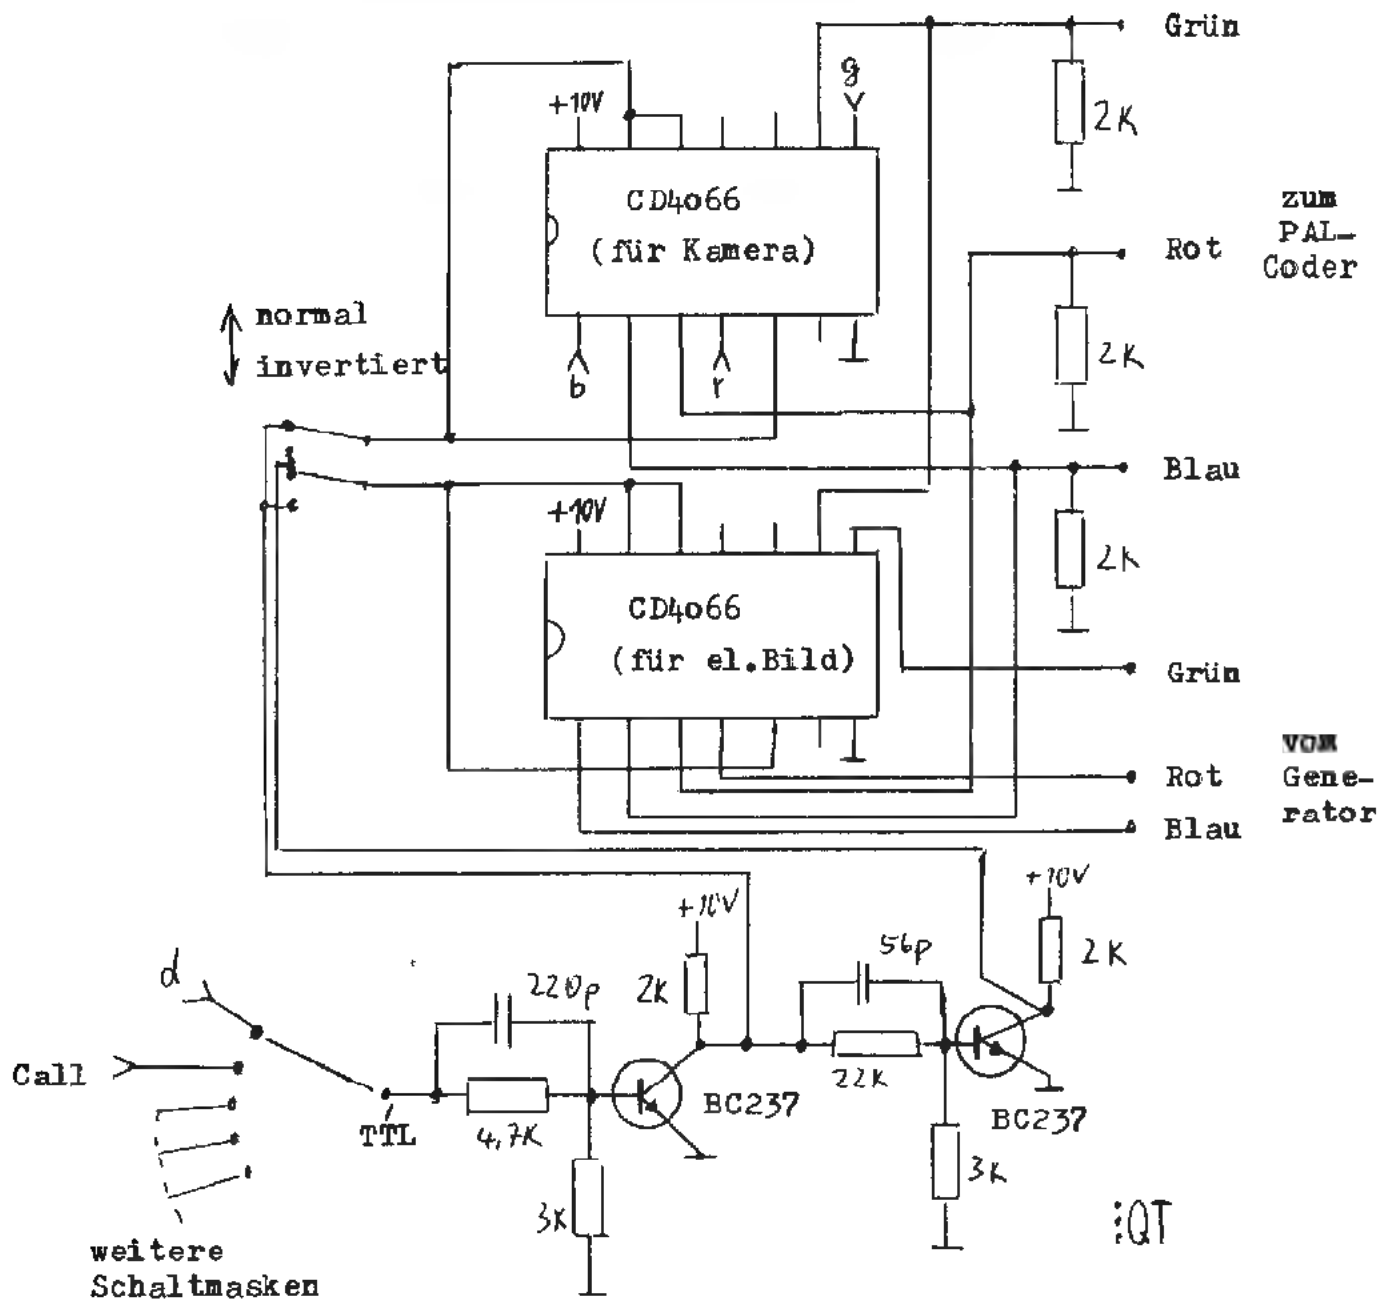 Grün
g
+10V
2K
CD4066
(für Kamera)
zum
PAL-
Coder
Rot
normal
invertiert
2K
b
r
Blau
+10V
2K
CD4066
(für el.Bild)
Grün
vom
Gene-
rator
Rot
Blau
+10V
+10V
2K
56p
d
220p
2K
22K
Call
BC237
BC237
TTL
4,7K
3K
3K
weitere
Schaltmasken